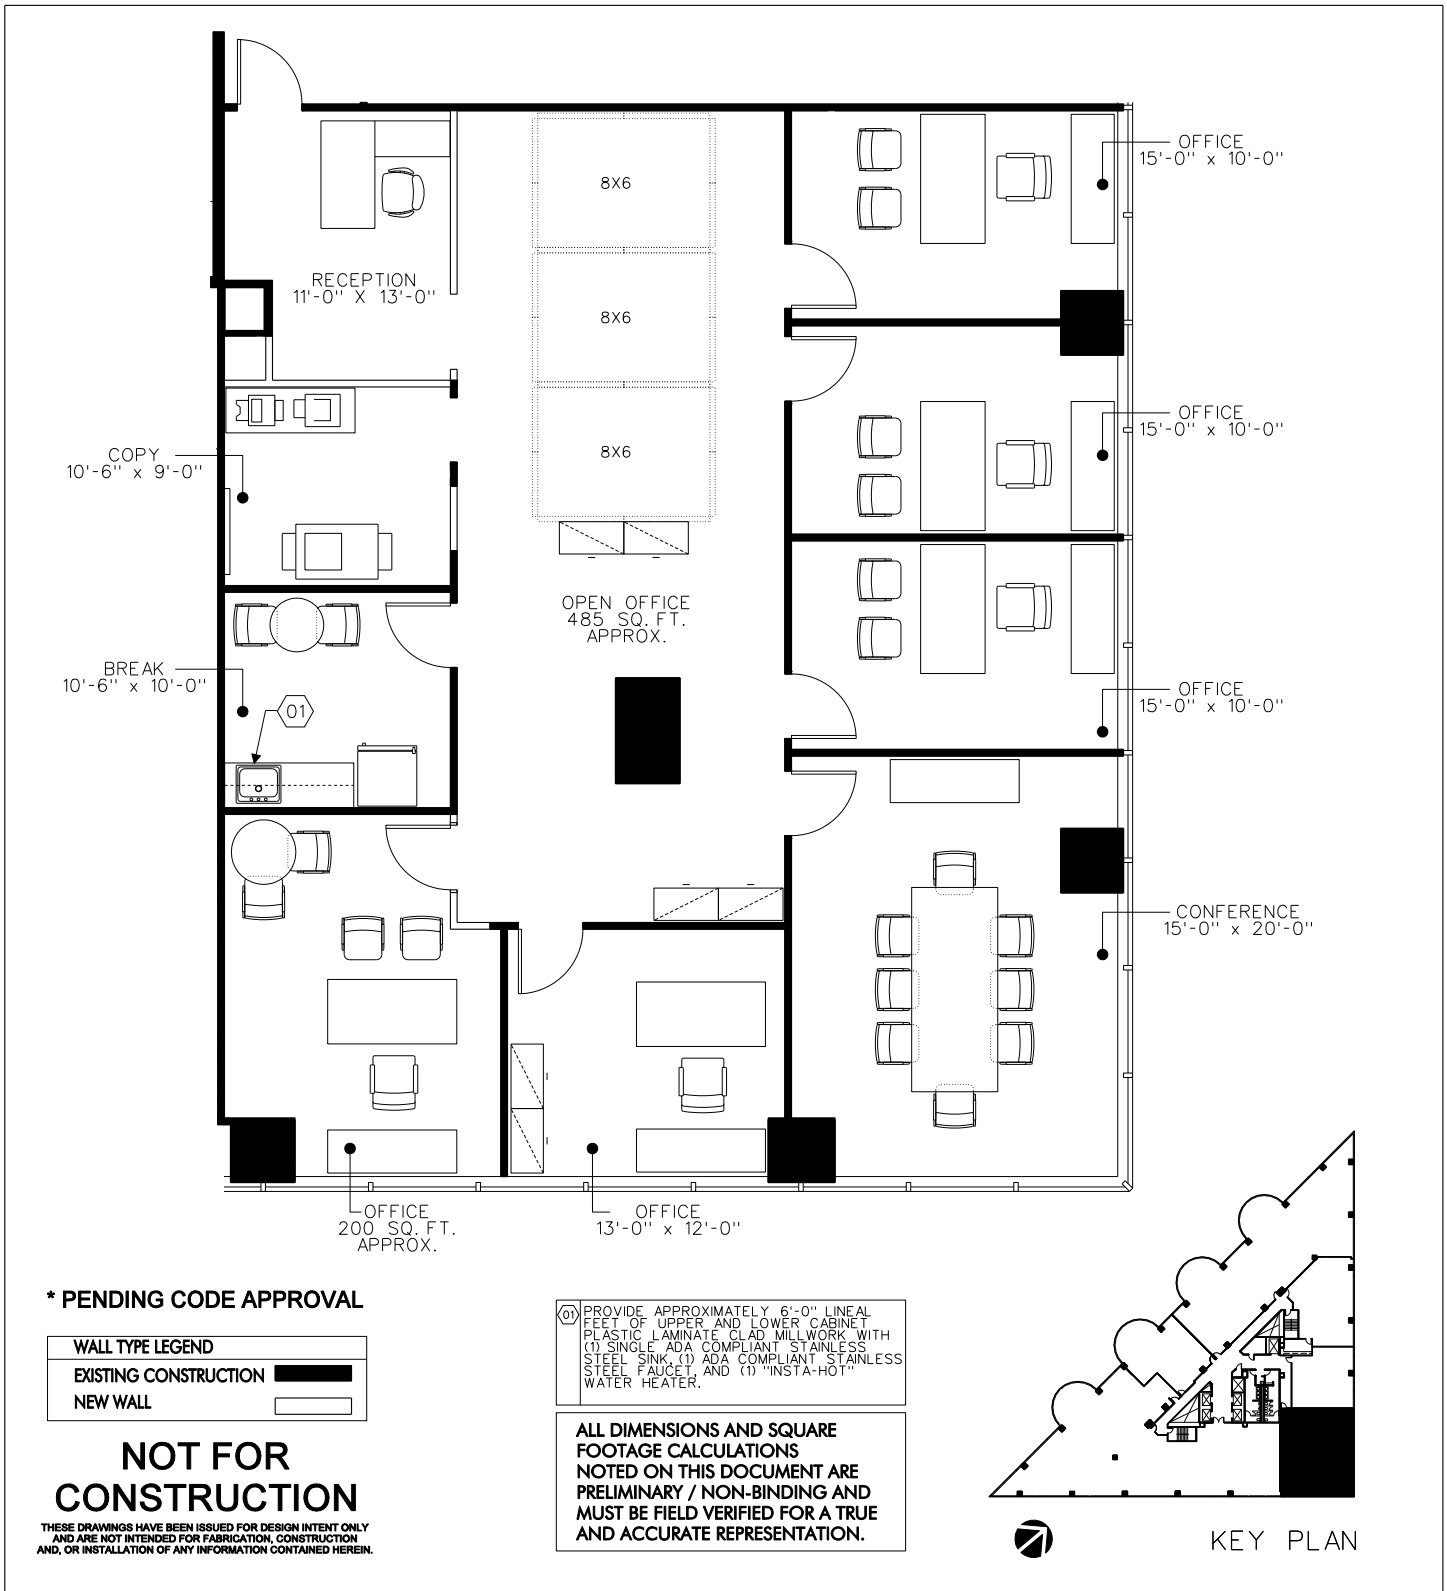 OFFICE
15'-0" x 10'-0"
8X6
RECEPTION
11'-0" X 13'-0"
8X6
OFFICE
15'-0" x 10'-0"
COPY
10'-6" x 9'-0"
8X6
OPEN OFFICE
485 SQ. FT.
APPROX.
BREAK
10'-6" x 10'-0"
01
OFFICE
15'-0" x 10'-0"
CONFERENCE
15'-0" x 20'-0"
OFFICE
200 SQ. FT.
APPROX.
OFFICE
13'-0" x 12'-0"
* PENDING CODE APPROVAL
WALL TYPE LEGEND
EXISTING CONSTRUCTION
NEW WALL
NOT FOR
CONSTRUCTION
THESE DRAWINGS HAVE BEEN ISSUED FOR DESIGN INTENT ONLY
AND ARE NOT INTENDED FOR FABRICATION, CONSTRUCTION
AND, OR INSTALLATION OF ANY INFORMATION CONTAINED HEREIN.
01 PROVIDE APPROXIMATELY 6'-0" LINEAL
FEET OF UPPER AND LOWER CABINET
PLASTIC LAMINATE CLAD MILLWORK WITH
(1) SINGLE ADA COMPLIANT STAINLESS
STEEL SINK, (1) ADA COMPLIANT STAINLESS
STEEL FAUCET, AND (1) "INSTA-HOT"
WATER HEATER.
ALL DIMENSIONS AND SQUARE
FOOTAGE CALCULATIONS
NOTED ON THIS DOCUMENT ARE
PRELIMINARY / NON-BINDING AND
MUST BE FIELD VERIFIED FOR A TRUE
AND ACCURATE REPRESENTATION.
KEY PLAN